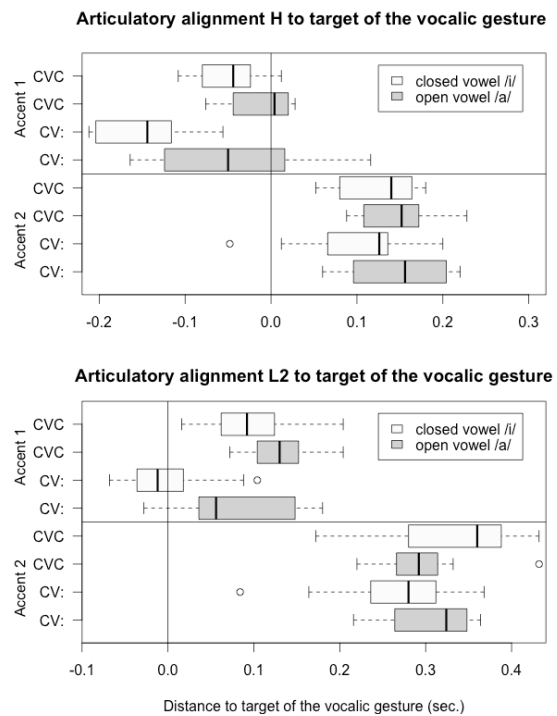 Articulatory alignment H to target of the vocalic gesture
Accent 1
CVC
CVC
CV:
CV:
Accent 2
CVC
CVC
CV:
CV:
closed vowel /i/
open vowel /a/
-0.2 -0.1 0.0 0.1 0.2 0.3
Articulatory alignment L2 to target of the vocalic gesture
Accent 1
CVC
CVC
CV:
CV:
Accent 2
CVC
CVC
CV:
CV:
closed vowel /i/
open vowel /a/
-0.1 0.0 0.1 0.2 0.3 0.4
Distance to target of the vocalic gesture (sec.)